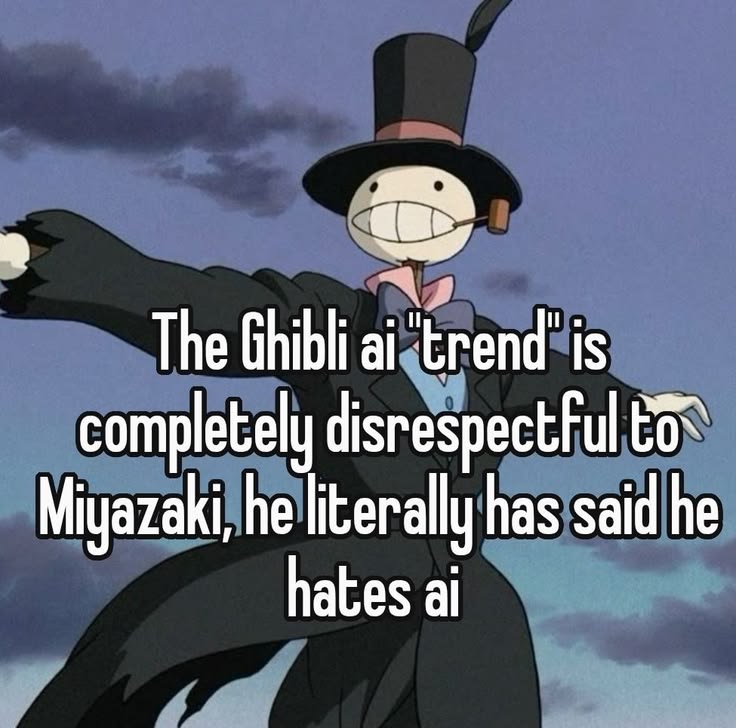 The Ghibli ai "trend" is
completely disrespectful to
Miyazaki, he literally has said he
hates ai